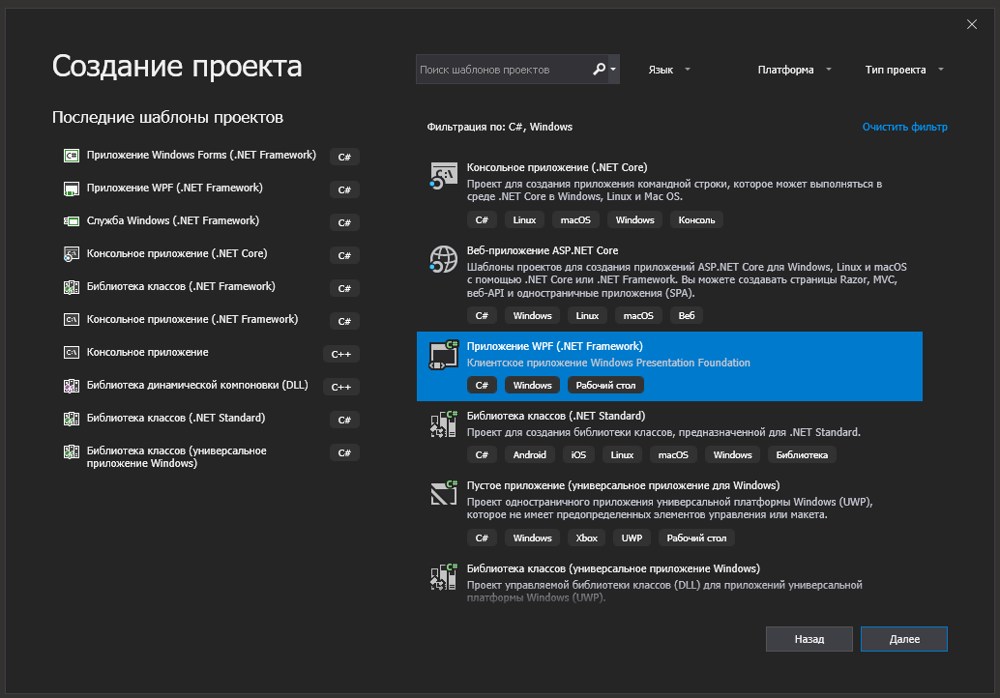 Создание проекта
Поиск шаблонов проектов
Язык
Платформа
Тип проекта
Последние шаблоны проектов
Приложение Windows Forms (.NET Framework)
C#
Приложение WPF (.NET Framework)
C#
Служба Windows (.NET Framework)
C#
Консольное приложение (.NET Core)
C#
Библиотека классов (.NET Framework)
C#
Консольное приложение (.NET Framework)
C#
Консольное приложение
C++
Библиотека динамической компоновки (DLL)
C++
Библиотека классов (.NET Standard)
C#
Библиотека классов (универсальное
приложение Windows)
C#
Фильтрация по: C#, Windows
Очистить фильтр
Консольное приложение (.NET Core)
Проект для создания приложения командной строки, которое может выполняться в
среде .NET Core в Windows, Linux и Mac OS.
C# Linux macOS Windows Консоль
Веб-приложение ASP.NET Core
Шаблоны проектов для создания приложений ASP.NET Core для Windows, Linux и macOS
с помощью .NET Core или .NET Framework. Вы можете создавать страницы Razor, MVC,
веб-API и одностраничные приложения (SPA).
C# Windows Linux macOS Веб
Приложение WPF (.NET Framework)
Клиентское приложение Windows Presentation Foundation
C# Windows Рабочий стол
Библиотека классов (.NET Standard)
Проект для создания библиотеки классов, предназначенной для .NET Standard.
C# Android iOS Linux macOS Windows Библиотека
Пустое приложение (универсальное приложение для Windows)
Проект одностраничного приложения универсальной платформы Windows (UWP),
которое не имеет предопределенных элементов управления или макета.
C# Windows Xbox UWP Рабочий стол
Библиотека классов (универсальное приложение Windows)
Проект управляемой библиотеки классов (DLL) для приложений универсальной
платформы Windows (UWP).
Назад
Далее